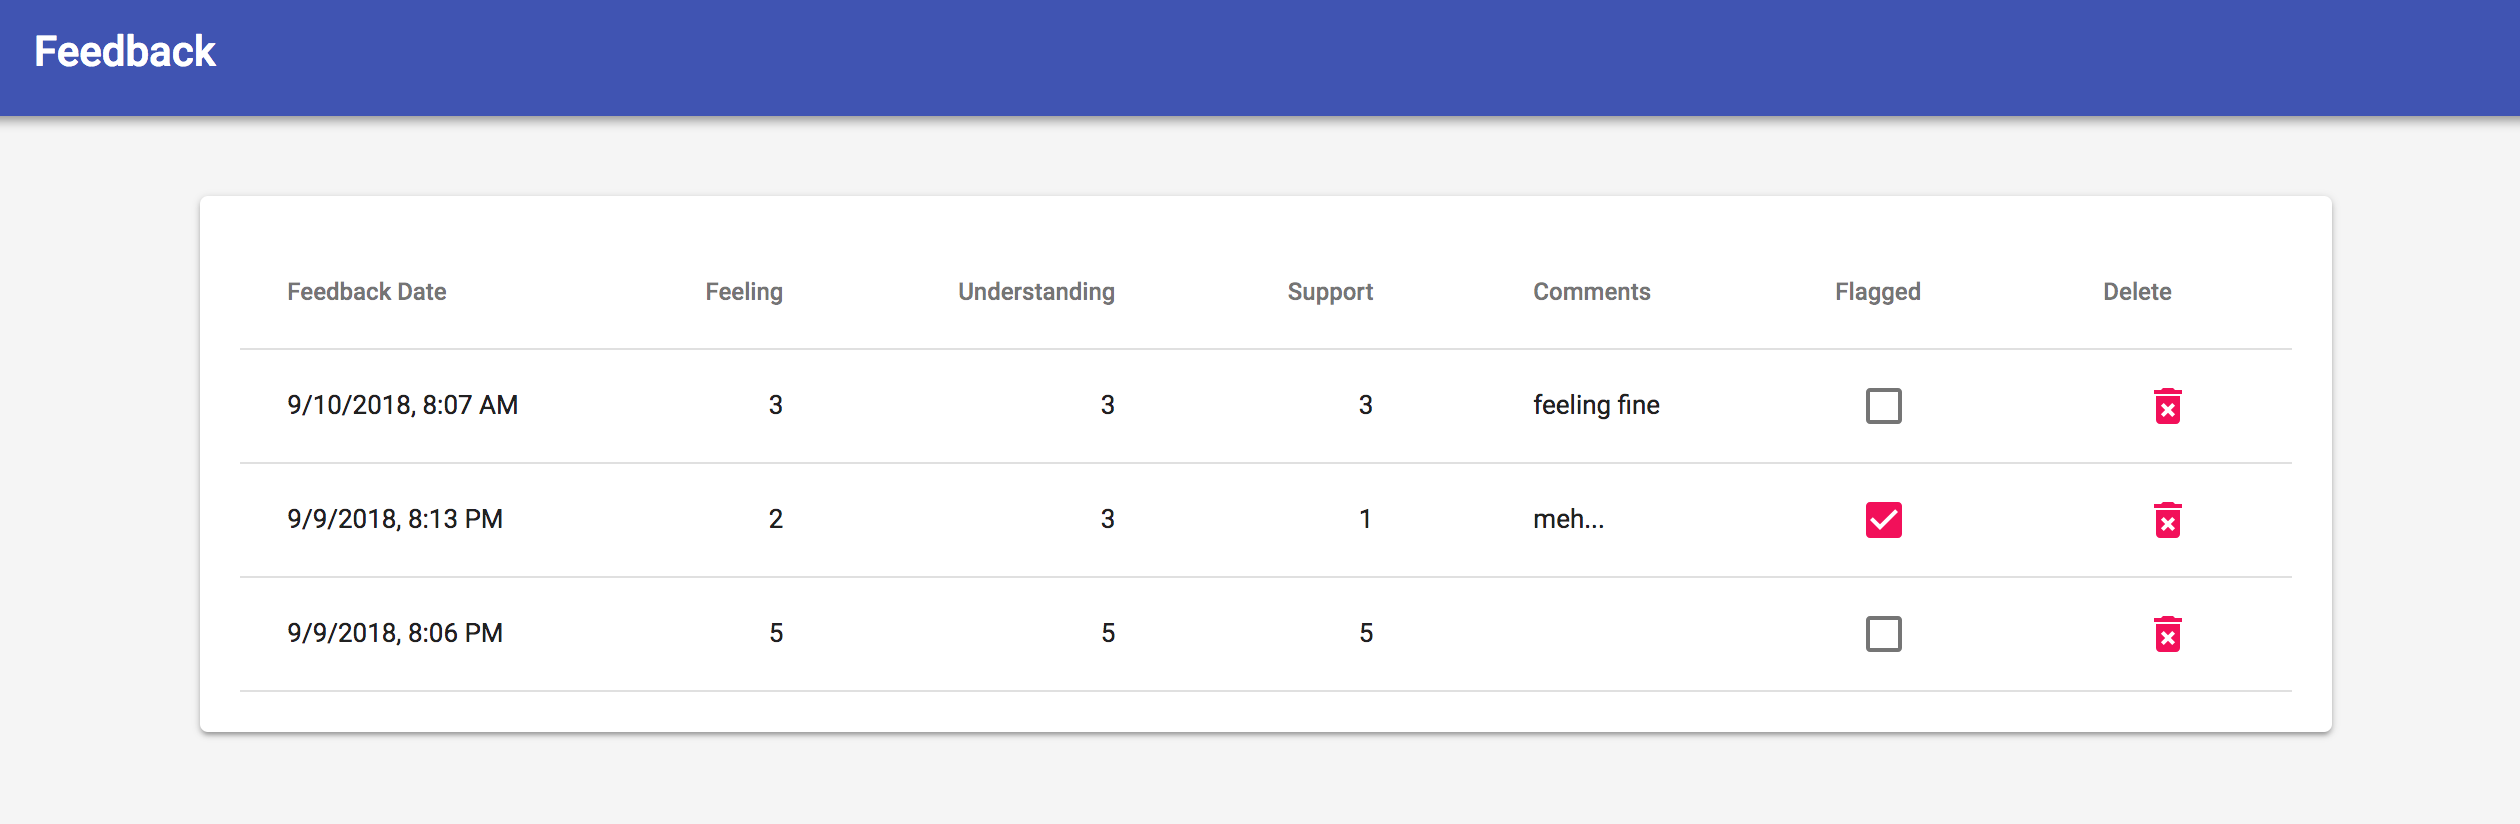 Feedback
Feedback Date Feeling Understanding Support Comments Flagged Delete
9/10/2018, 8:07 AM 3 3 3 feeling fine
9/9/2018, 8:13 PM 2 3 1 meh...
9/9/2018, 8:06 PM 5 5 5